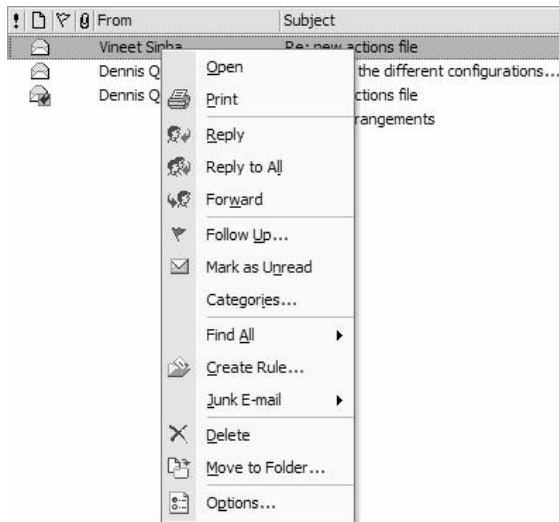 ! From Subject
Vineet Sinha Re: new actions file
Dennis Q the different configurations...
Dennis Q ctions file
rangements
Open
Print
Reply
Reply to All
Forward
Follow Up...
Mark as Unread
Categories...
Find All
Create Rule...
Junk E-mail
Delete
Move to Folder...
Options...